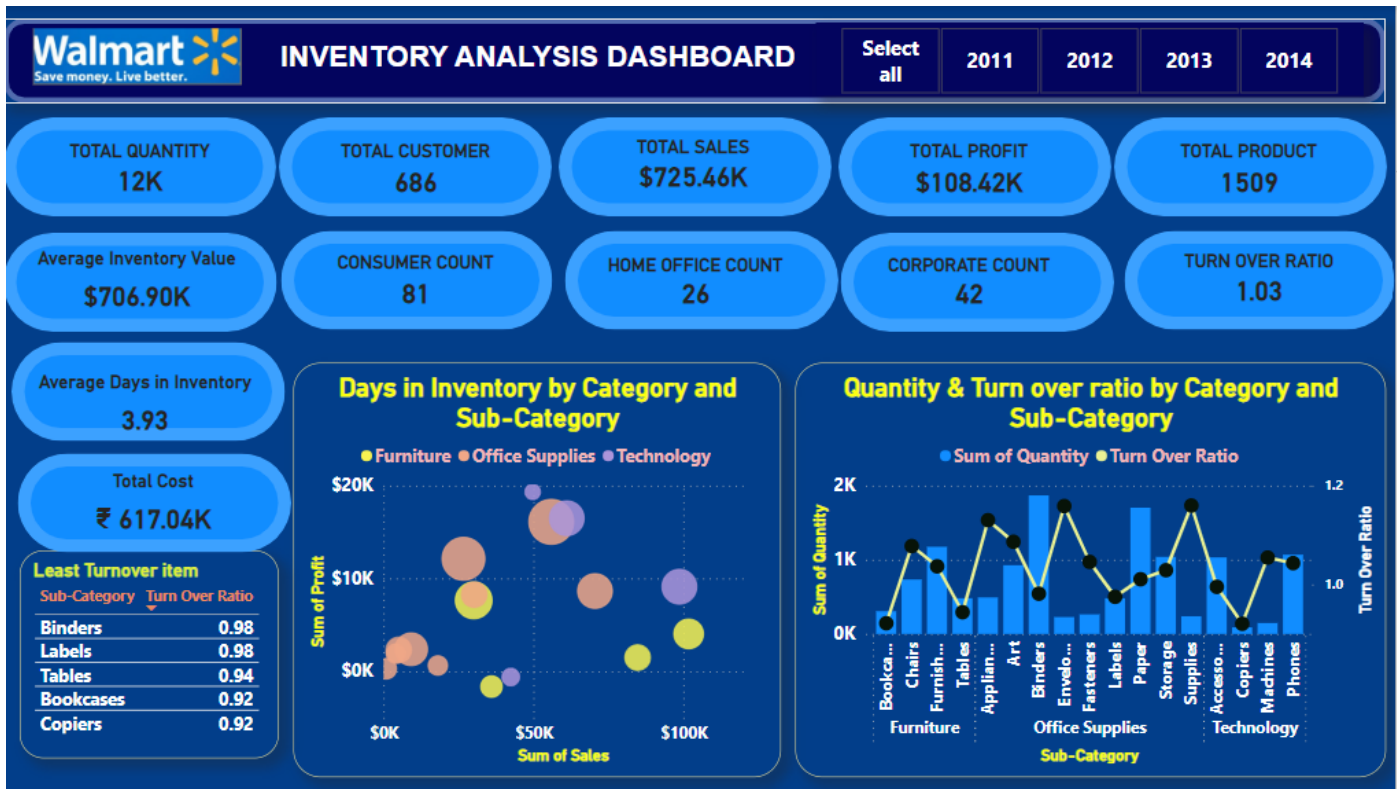 Walmart
Save money. Live better.
INVENTORY ANALYSIS DASHBOARD
Select
all
2011
2012
2013
2014
TOTAL QUANTITY
12K
TOTAL CUSTOMER
686
TOTAL SALES
$725.46K
TOTAL PROFIT
$108.42K
TOTAL PRODUCT
1509
Average Inventory Value
$706.90K
CONSUMER COUNT
81
HOME OFFICE COUNT
26
CORPORATE COUNT
42
TURN OVER RATIO
1.03
Average Days in Inventory
3.93
Total Cost
₹ 617.04K
Least Turnover item
Sub-Category Turn Over Ratio
Binders 0.98
Labels 0.98
Tables 0.94
Bookcases 0.92
Copiers 0.92
Days in Inventory by Category and
Sub-Category
Furniture Office Supplies Technology
Sum of Profit
$20K
$10K
$0K
$0K $50K $100K
Sum of Sales
Quantity & Turn over ratio by Category and
Sub-Category
Sum of Quantity Turn Over Ratio
Sum of Quantity
2K
1K
0K
1.2
1.0
Turn Over Ratio
Bookca...
Chairs
Furnish...
Tables
Applian...
Art
Binders
Envelo...
Fasteners
Labels
Paper
Storage
Supplies
Accesso...
Copiers
Machines
Phones
Furniture Office Supplies Technology
Sub-Category